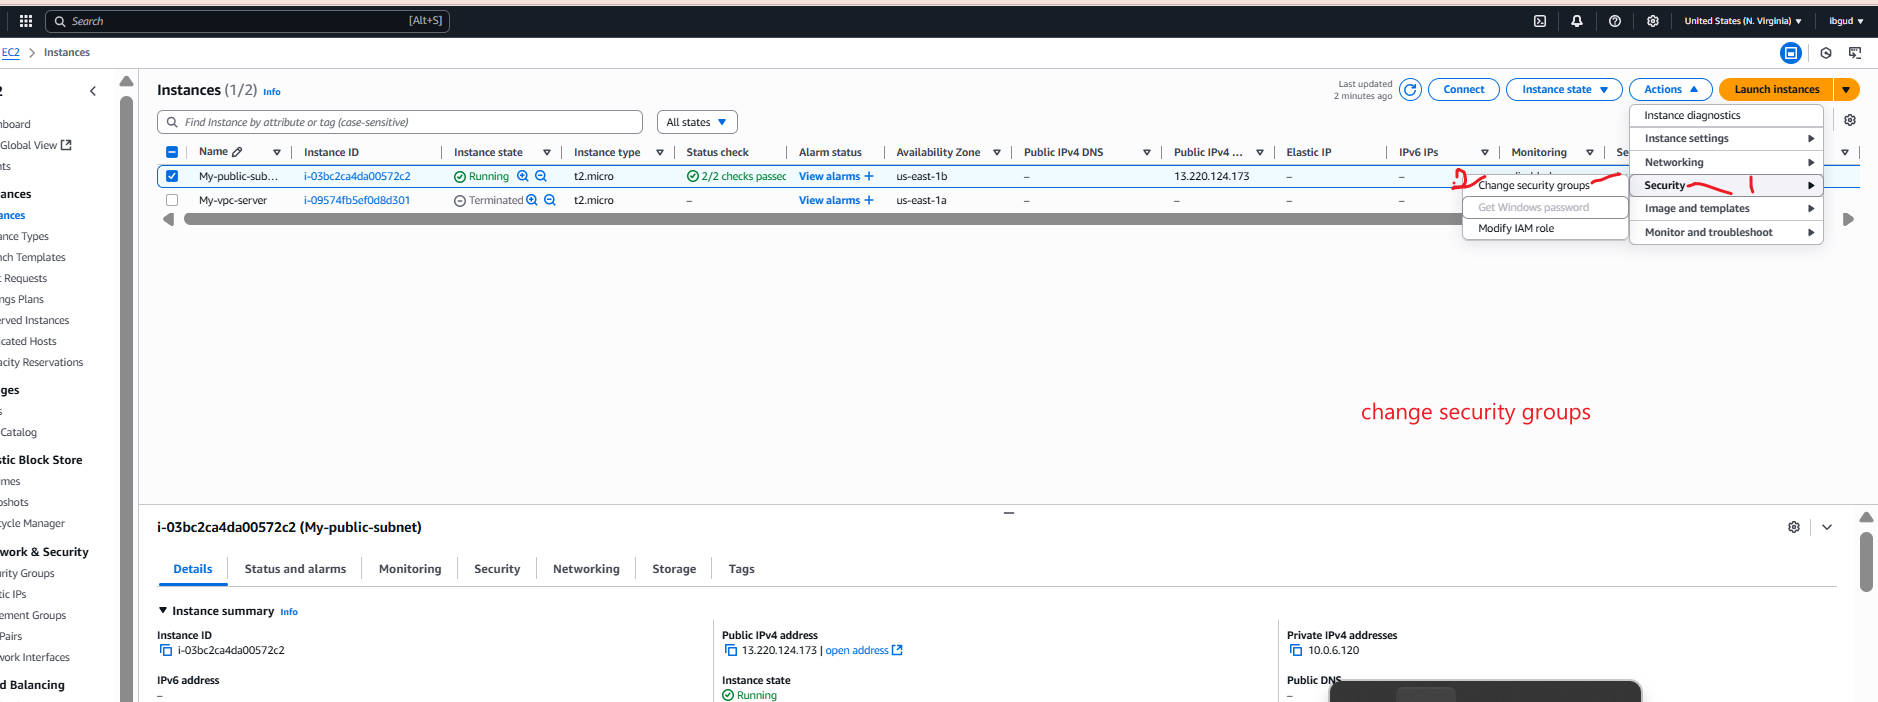 Search [Alt+S] United States (N. Virginia) ibgud
EC2 Instances
2
Instances (1/2) Info Last updated 2 minutes ago Connect Instance state Actions Launch instances
Find Instance by attribute or tag (case-sensitive) All states
Name Instance ID Instance state Instance type Status check Alarm status Availability Zone Public IPv4 DNS Public IPv4 ... Elastic IP IPv6 IPs Monitoring Se
My-public-sub... i-03bc2ca4da00572c2 Running t2.micro 2/2 checks passec View alarms + us-east-1b – 13.220.124.173 – –
My-vpc-server i-09574fb5ef0d8d301 Terminated t2.micro – View alarms + us-east-1a – – – –
Instance diagnostics
Instance settings
Networking
Security 1
Image and templates
Monitor and troubleshoot
2 Change security groups
Get Windows password
Modify IAM role
change security groups
nboard
Global View
nts
ances
ances
ance Types
nch Templates
t Requests
ngs Plans
erved Instances
icated Hosts
acity Reservations
ges
s
Catalog
stic Block Store
mes
pshots
cycle Manager
work & Security
rity Groups
tic IPs
ement Groups
Pairs
work Interfaces
d Balancing
i-03bc2ca4da00572c2 (My-public-subnet)
Details Status and alarms Monitoring Security Networking Storage Tags
Instance summary Info
Instance ID
i-03bc2ca4da00572c2
IPv6 address
–
Public IPv4 address
13.220.124.173 | open address
Instance state
Running
Private IPv4 addresses
10.0.6.120
Public DNS
–